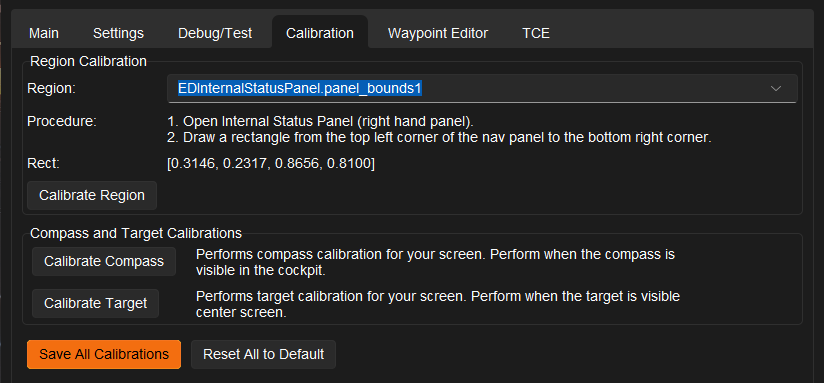 Main Settings Debug/Test Calibration Waypoint Editor TCE
Region Calibration
Region: EDInternalStatusPanel.panel_bounds1
Procedure: 1. Open Internal Status Panel (right hand panel).
2. Draw a rectangle from the top left corner of the nav panel to the bottom right corner.
Rect: [0.3146, 0.2317, 0.8656, 0.8100]
Calibrate Region
Compass and Target Calibrations
Calibrate Compass Performs compass calibration for your screen. Perform when the compass is
visible in the cockpit.
Calibrate Target Performs target calibration for your screen. Perform when the target is visible
center screen.
Save All Calibrations Reset All to Default